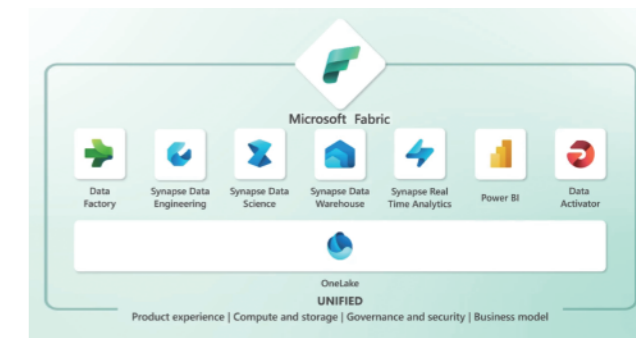 Microsoft Fabric
Data
Factory
Synapse Data
Engineering
Synapse Data
Science
Synapse Data
Warehouse
Synapse Real
Time Analytics
Power BI
Data
Activator
OneLake
UNIFIED
Product experience | Compute and storage | Governance and security | Business model